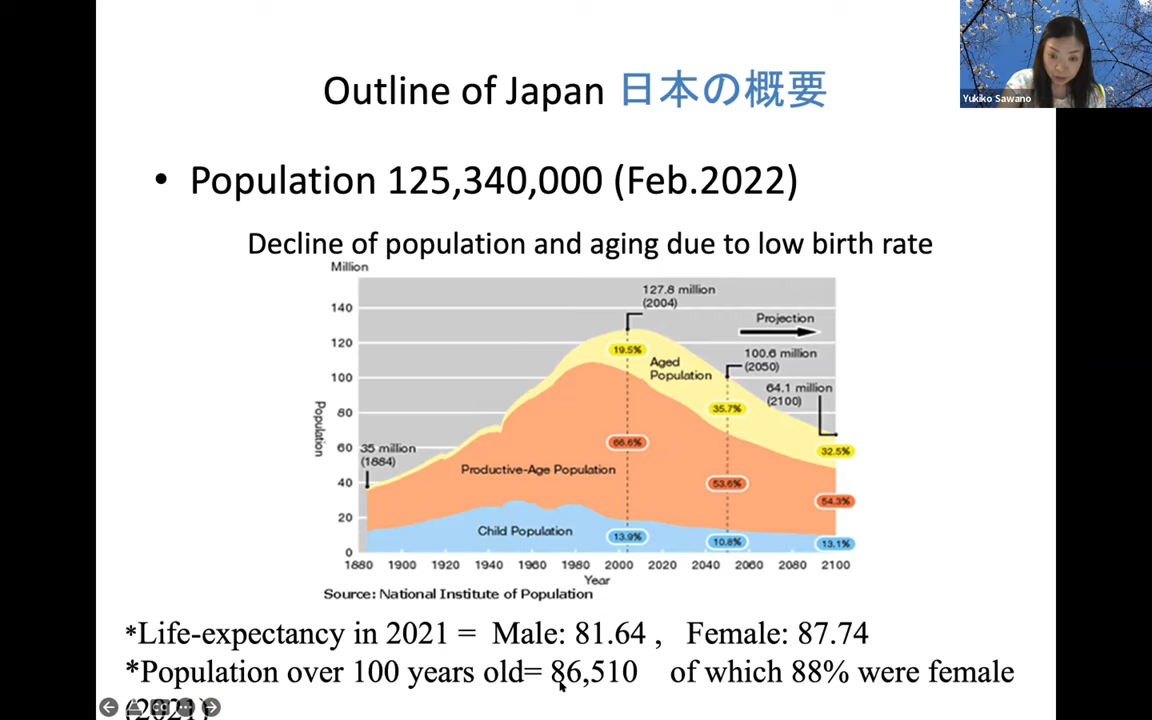 Outline of Japan 日本の概要
Yukiko Sawano
• Population 125,340,000 (Feb.2022)
Decline of population and aging due to low birth rate
Million
140
120
100
80
60
40
20
0
Population
127.8 million
(2004)
Projection
100.6 million
(2050)
64.1 million
(2100)
35 million
(1884)
19.5%
Aged
Population
35.7%
32.5%
66.6%
Productive-Age Population
53.6%
54.3%
Child Population
13.9%
10.8%
13.1%
1880 1900 1920 1940 1960 1980 2000 2020 2040 2060 2080 2100
Year
Source: National Institute of Population
*Life-expectancy in 2021 = Male: 81.64 , Female: 87.74
*Population over 100 years old= 86,510 of which 88% were female
(2021)